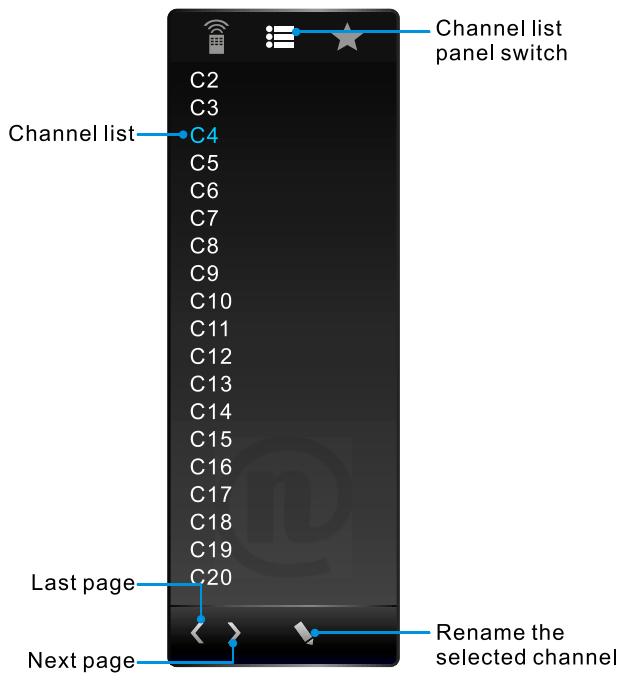 Channel list
panel switch
C2
C3
Channel list
C4
C5
C6
C7
C8
C9
C10
C11
C12
C13
C14
C15
C16
C17
C18
C19
C20
Last page
Next page
Rename the
selected channel